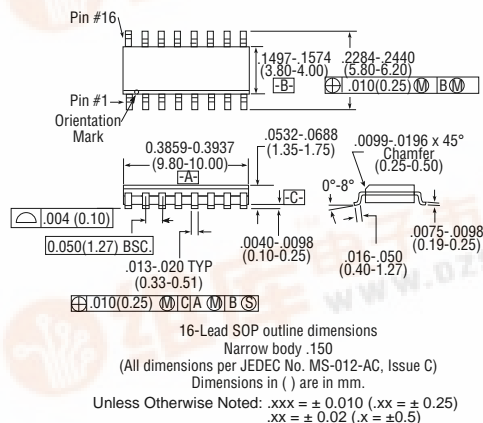 Pin #16
.1497-.1574
(3.80-4.00)
-B-
.2284-.2440
(5.80-6.20)
⌖ .010(0.25) Ⓜ B Ⓜ
Pin #1
Orientation
Mark
0.3859-0.3937
(9.80-10.00)
-A-
.0532-.0688
(1.35-1.75)
.0099-.0196 x 45°
Chamfer
(0.25-0.50)
0°-8°
-C-
⌓ .004 (0.10)
0.050(1.27) BSC.
.0040-.0098
(0.10-0.25)
.0075-.0098
(0.19-0.25)
.016-.050
(0.40-1.27)
.013-.020 TYP
(0.33-0.51)
⌖ .010(0.25) Ⓜ C A Ⓜ B Ⓢ
16-Lead SOP outline dimensions
Narrow body .150
(All dimensions per JEDEC No. MS-012-AC, Issue C)
Dimensions in ( ) are in mm.
Unless Otherwise Noted: .xxx = ± 0.010 (.xx = ± 0.25)
.xx = ± 0.02 (.x = ±0.5)